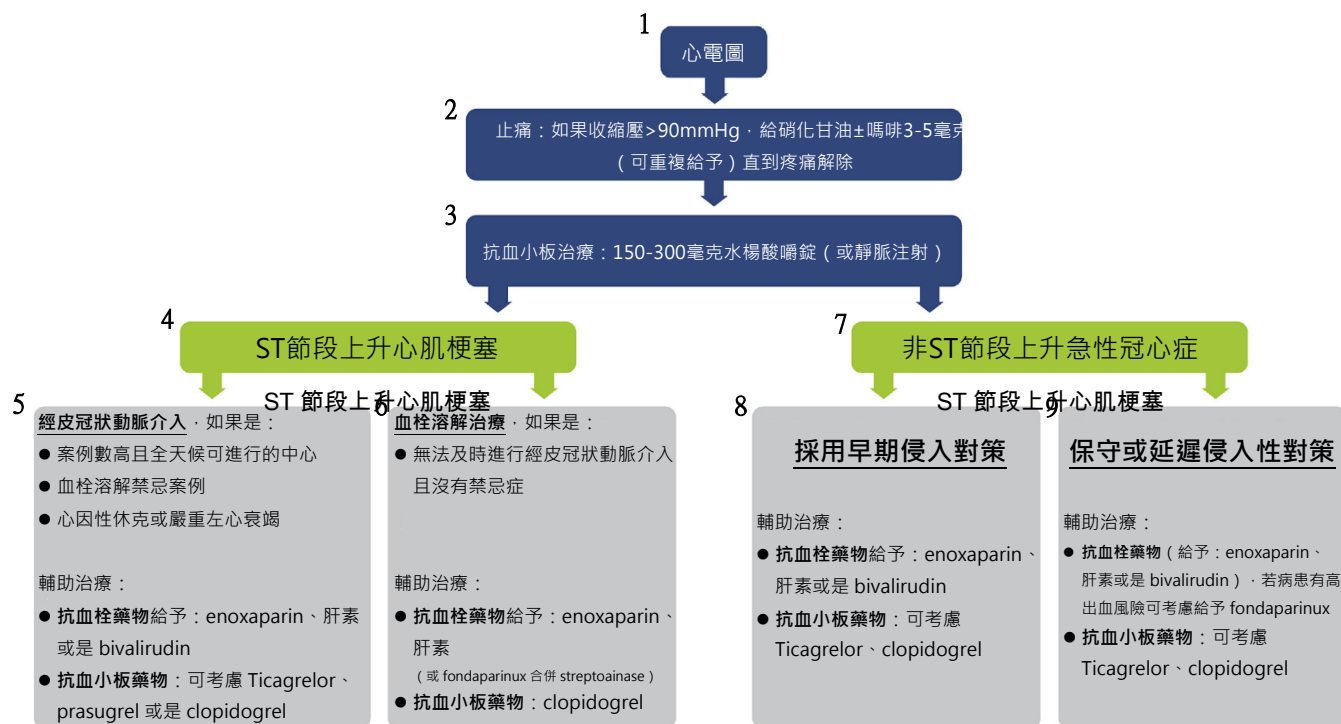 1
心電圖
2
止痛：如果收縮壓>90mmHg，給硝化甘油±嗎啡3-5毫克
（可重複給予）直到疼痛解除
3
抗血小板治療：150-300毫克水楊酸嚼錠（或靜脈注射）
4
ST節段上升心肌梗塞
7
非ST節段上升急性冠心症
5
ST 節段上升心肌梗塞
經皮冠狀動脈介入，如果是：
● 案例數高且全天候可進行的中心
● 血栓溶解禁忌案例
● 心因性休克或嚴重左心衰竭
輔助治療：
● 抗血栓藥物給予：enoxaparin、肝素
或是 bivalirudin
● 抗血小板藥物：可考慮 Ticagrelor、
prasugrel 或是 clopidogrel
6
血栓溶解治療，如果是：
● 無法及時進行經皮冠狀動脈介入
且沒有禁忌症
輔助治療：
● 抗血栓藥物給予：enoxaparin、
肝素
（或 fondaparinux 合併 streptoainase）
● 抗血小板藥物：clopidogrel
8
ST 節段上升心肌梗塞
採用早期侵入對策
輔助治療：
● 抗血栓藥物給予：enoxaparin、
肝素或是 bivalirudin
● 抗血小板藥物：可考慮
Ticagrelor、clopidogrel
9
保守或延遲侵入性對策
輔助治療：
● 抗血栓藥物（給予：enoxaparin、
肝素或是 bivalirudin），若病患有高
出血風險可考慮給予 fondaparinux
● 抗血小板藥物：可考慮
Ticagrelor、clopidogrel